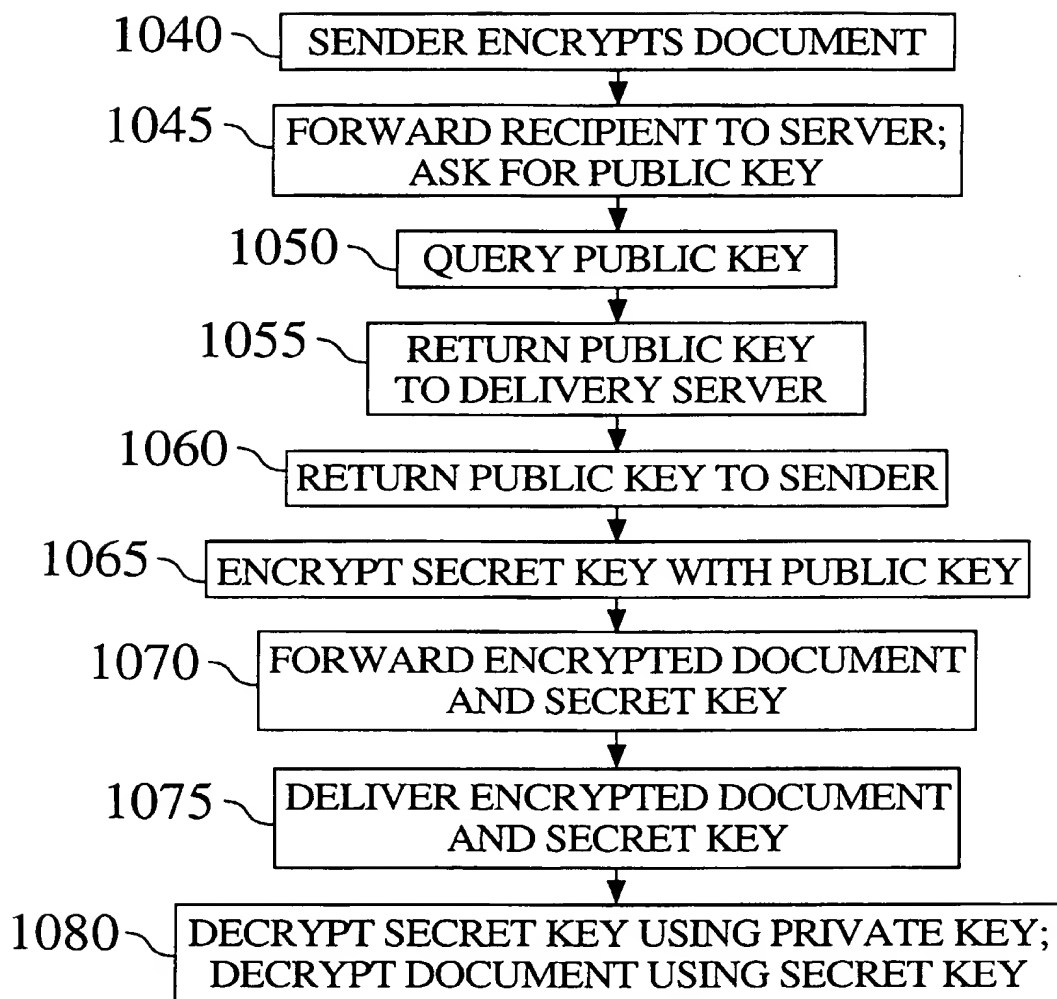 1040 SENDER ENCRYPTS DOCUMENT
1045 FORWARD RECIPIENT TO SERVER;
ASK FOR PUBLIC KEY
1050 QUERY PUBLIC KEY
1055 RETURN PUBLIC KEY
TO DELIVERY SERVER
1060 RETURN PUBLIC KEY TO SENDER
1065 ENCRYPT SECRET KEY WITH PUBLIC KEY
1070 FORWARD ENCRYPTED DOCUMENT
AND SECRET KEY
1075 DELIVER ENCRYPTED DOCUMENT
AND SECRET KEY
1080 DECRYPT SECRET KEY USING PRIVATE KEY;
DECRYPT DOCUMENT USING SECRET KEY